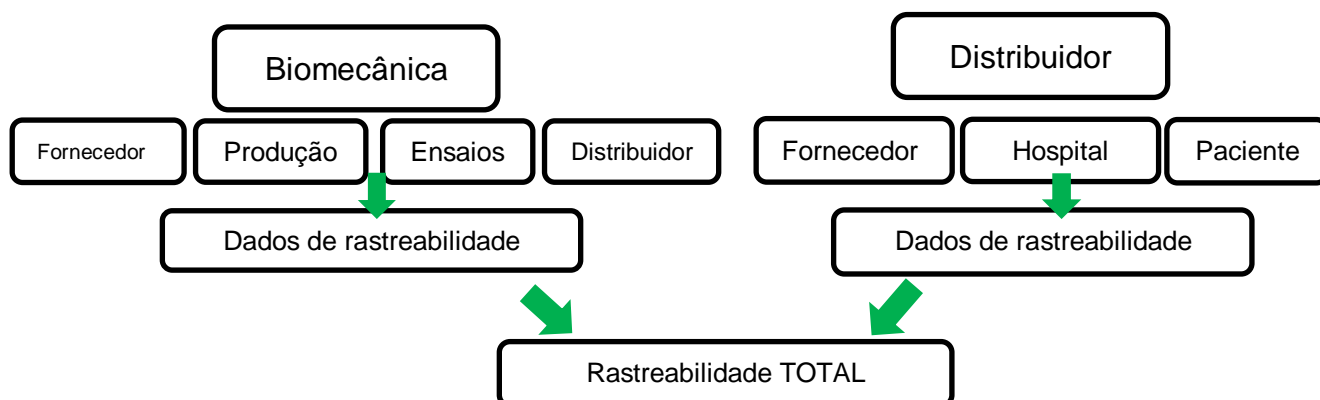 Biomecânica
Distribuidor
Fornecedor
Produção
Ensaios
Distribuidor
Fornecedor
Hospital
Paciente
Dados de rastreabilidade
Dados de rastreabilidade
Rastreabilidade TOTAL